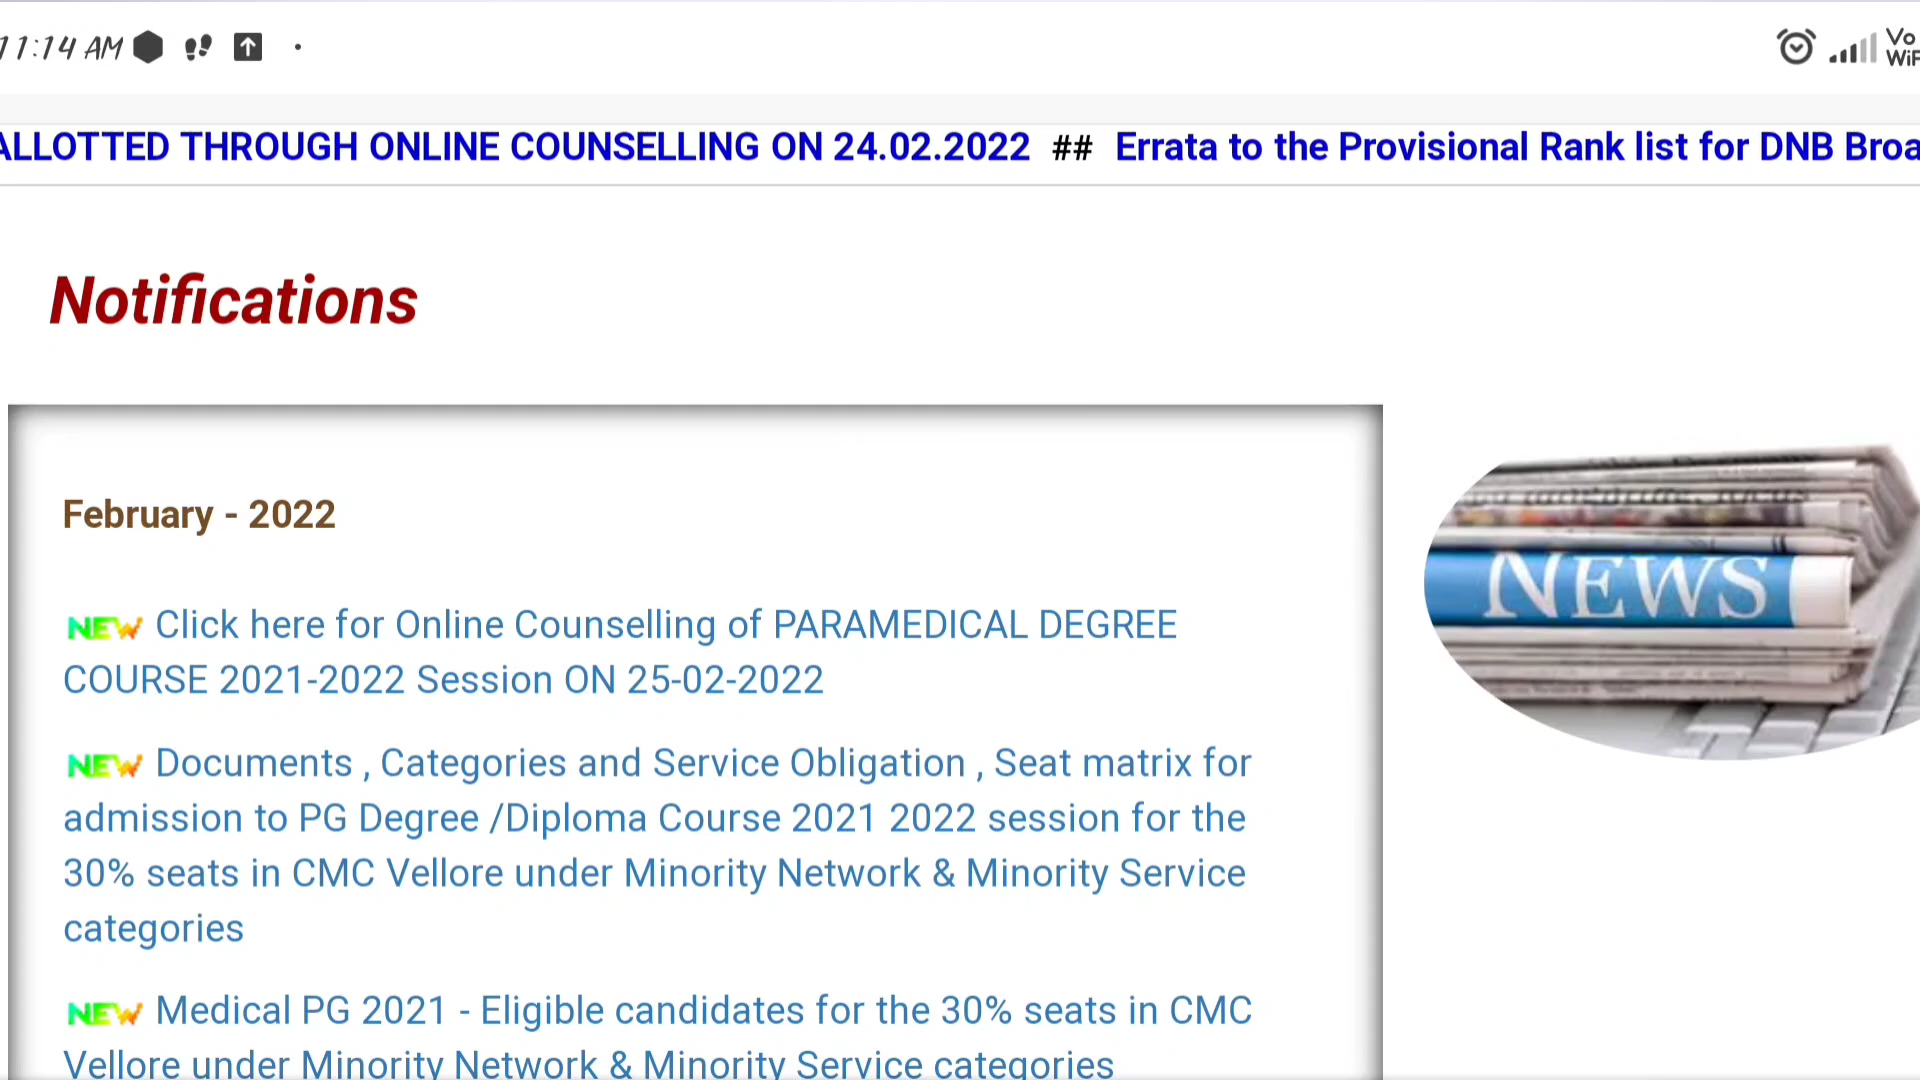 11:14 AM
Vo
WiF
ALLOTTED THROUGH ONLINE COUNSELLING ON 24.02.2022 ## Errata to the Provisional Rank list for DNB Broa
Notifications
February - 2022
NEW Click here for Online Counselling of PARAMEDICAL DEGREE
COURSE 2021-2022 Session ON 25-02-2022
NEW Documents , Categories and Service Obligation , Seat matrix for
admission to PG Degree /Diploma Course 2021 2022 session for the
30% seats in CMC Vellore under Minority Network & Minority Service
categories
NEW Medical PG 2021 - Eligible candidates for the 30% seats in CMC
Vellore under Minority Network & Minority Service categories
NEWS